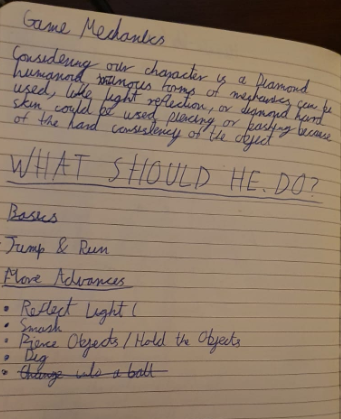 Game Mechanics
Considering our character is a Diamond
humanoid, various forms of mechanics can be
used, like light reflection, or diamond hard
skin could be used piercing, or bashing because
of the hard consistency of the object
WHAT SHOULD HE DO?
Basics
Jump & Run
More Advances
• Reflect Light (
• Smash
• Pierce Objects / Hold the Objects
• Dig
• Change into a ball